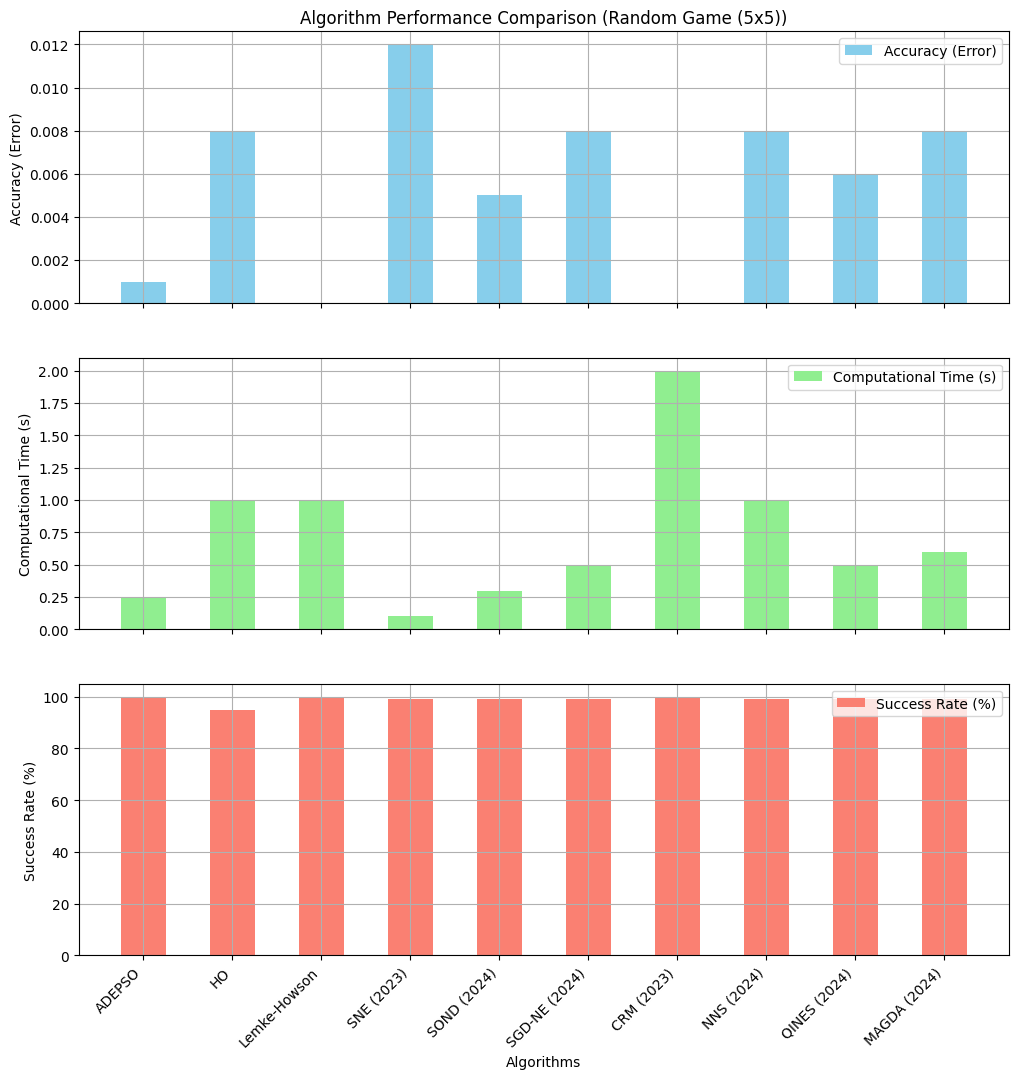 Algorithm Performance Comparison (Random Game (5x5))
Accuracy (Error)
Accuracy (Error)
0.012
0.010
0.008
0.006
0.004
0.002
0.000
Computational Time (s)
Computational Time (s)
2.00
1.75
1.50
1.25
1.00
0.75
0.50
0.25
0.00
Success Rate (%)
Success Rate (%)
100
80
60
40
20
0
ADEPSO
HO
Lemke-Howson
SNE (2023)
SOND (2024)
SGD-NE (2024)
CRM (2023)
NNS (2024)
QINES (2024)
MAGDA (2024)
Algorithms